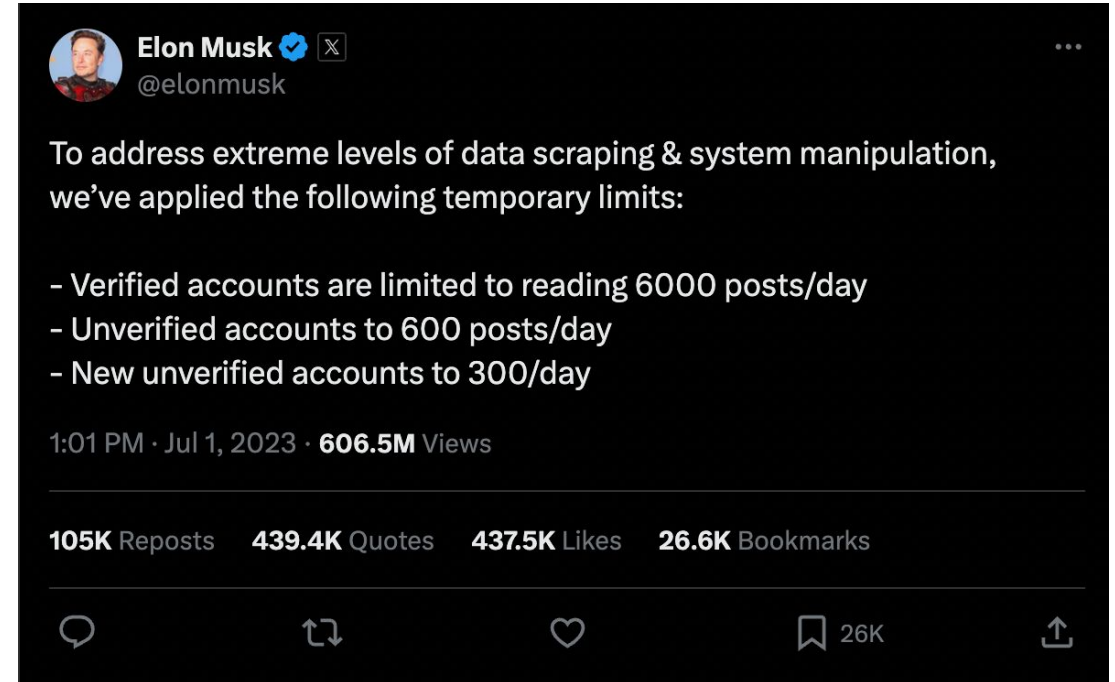 Elon Musk X
@elonmusk
To address extreme levels of data scraping & system manipulation,
we’ve applied the following temporary limits:
- Verified accounts are limited to reading 6000 posts/day
- Unverified accounts to 600 posts/day
- New unverified accounts to 300/day
1:01 PM · Jul 1, 2023 · 606.5M Views
105K Reposts 439.4K Quotes 437.5K Likes 26.6K Bookmarks
26K